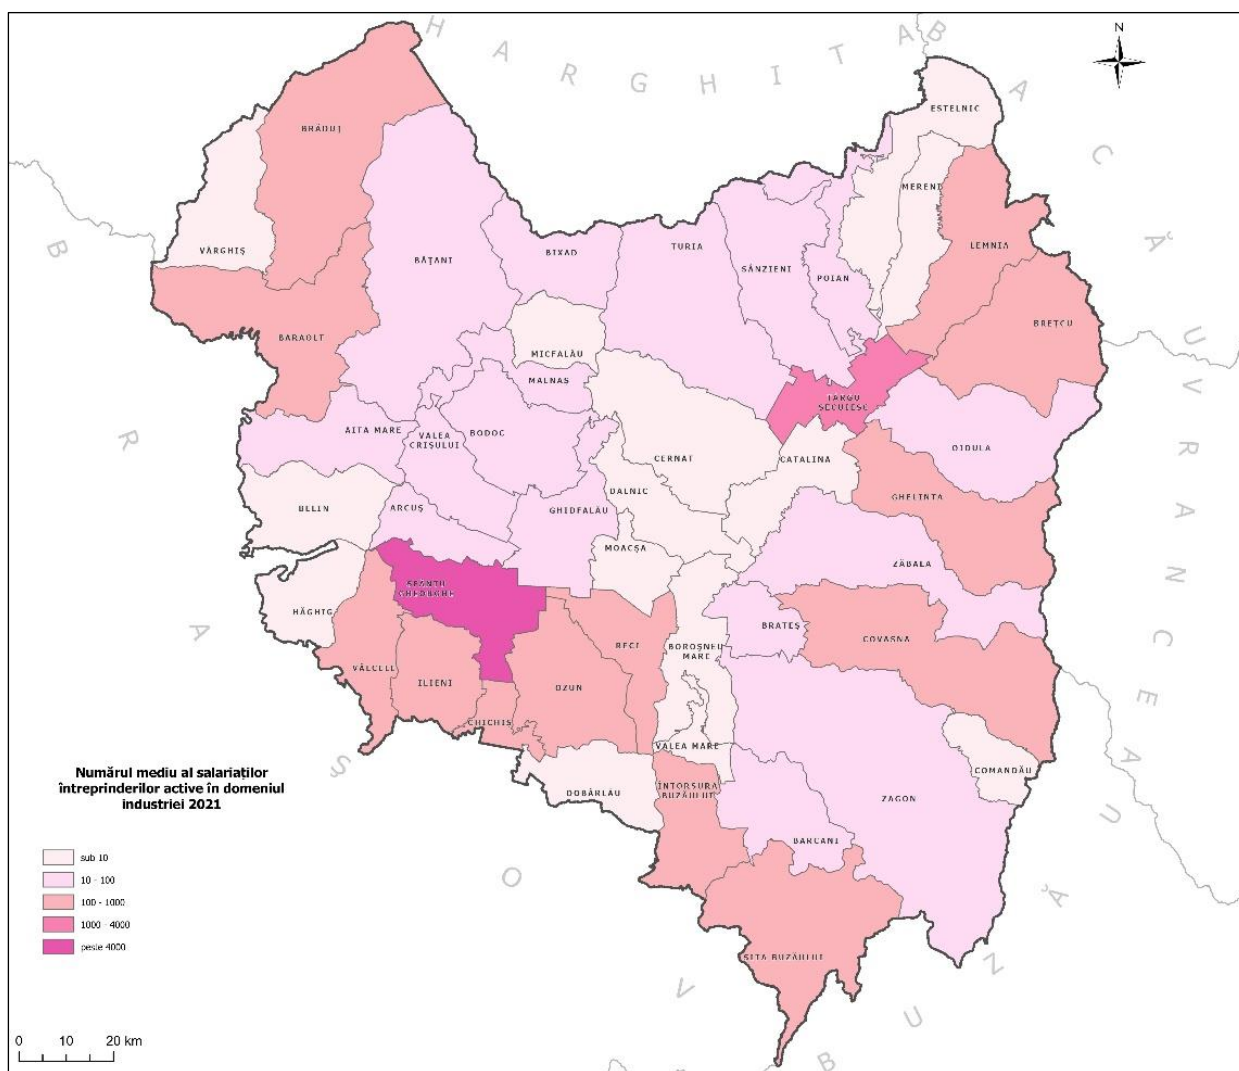 N
HARGHITA
BACĂU
VRANCEA
BUZĂU
BRAȘOV
ESTELNIC
BRĂDUȚ
MERENI
VÂRGHIȘ
LEMNIA
BĂȚANI
BIXAD
TURIA
SÂNZIENI
POIAN
BRETCU
BARAOLT
MICFALĂU
MALNAȘ
TÂRGU
SECUIESC
AITA MARE
VALEA
CRIȘULUI
BODOC
OJDULA
CERNAT
CATALINA
DALNIC
GHELINȚA
BELIN
ARCUȘ
GHIDFALĂU
MOACȘA
ZĂBALA
SFÂNTU
GHEORGHE
HĂGHIG
BRATEȘ
COVASNA
RECI
BOROȘNEU
MARE
VÂLCELE
ILIENI
OZUN
CHICHIȘ
VALEA MARE
COMANDĂU
DOBÂRLĂU
ÎNTORSURA
BUZĂULUI
ZAGON
BARCANI
SITA BUZĂULUI
Numărul mediu al salariaților
întreprinderilor active în domeniul
industriei 2021
sub 10
10 - 100
100 - 1000
1000 - 4000
peste 4000
0 10 20 km